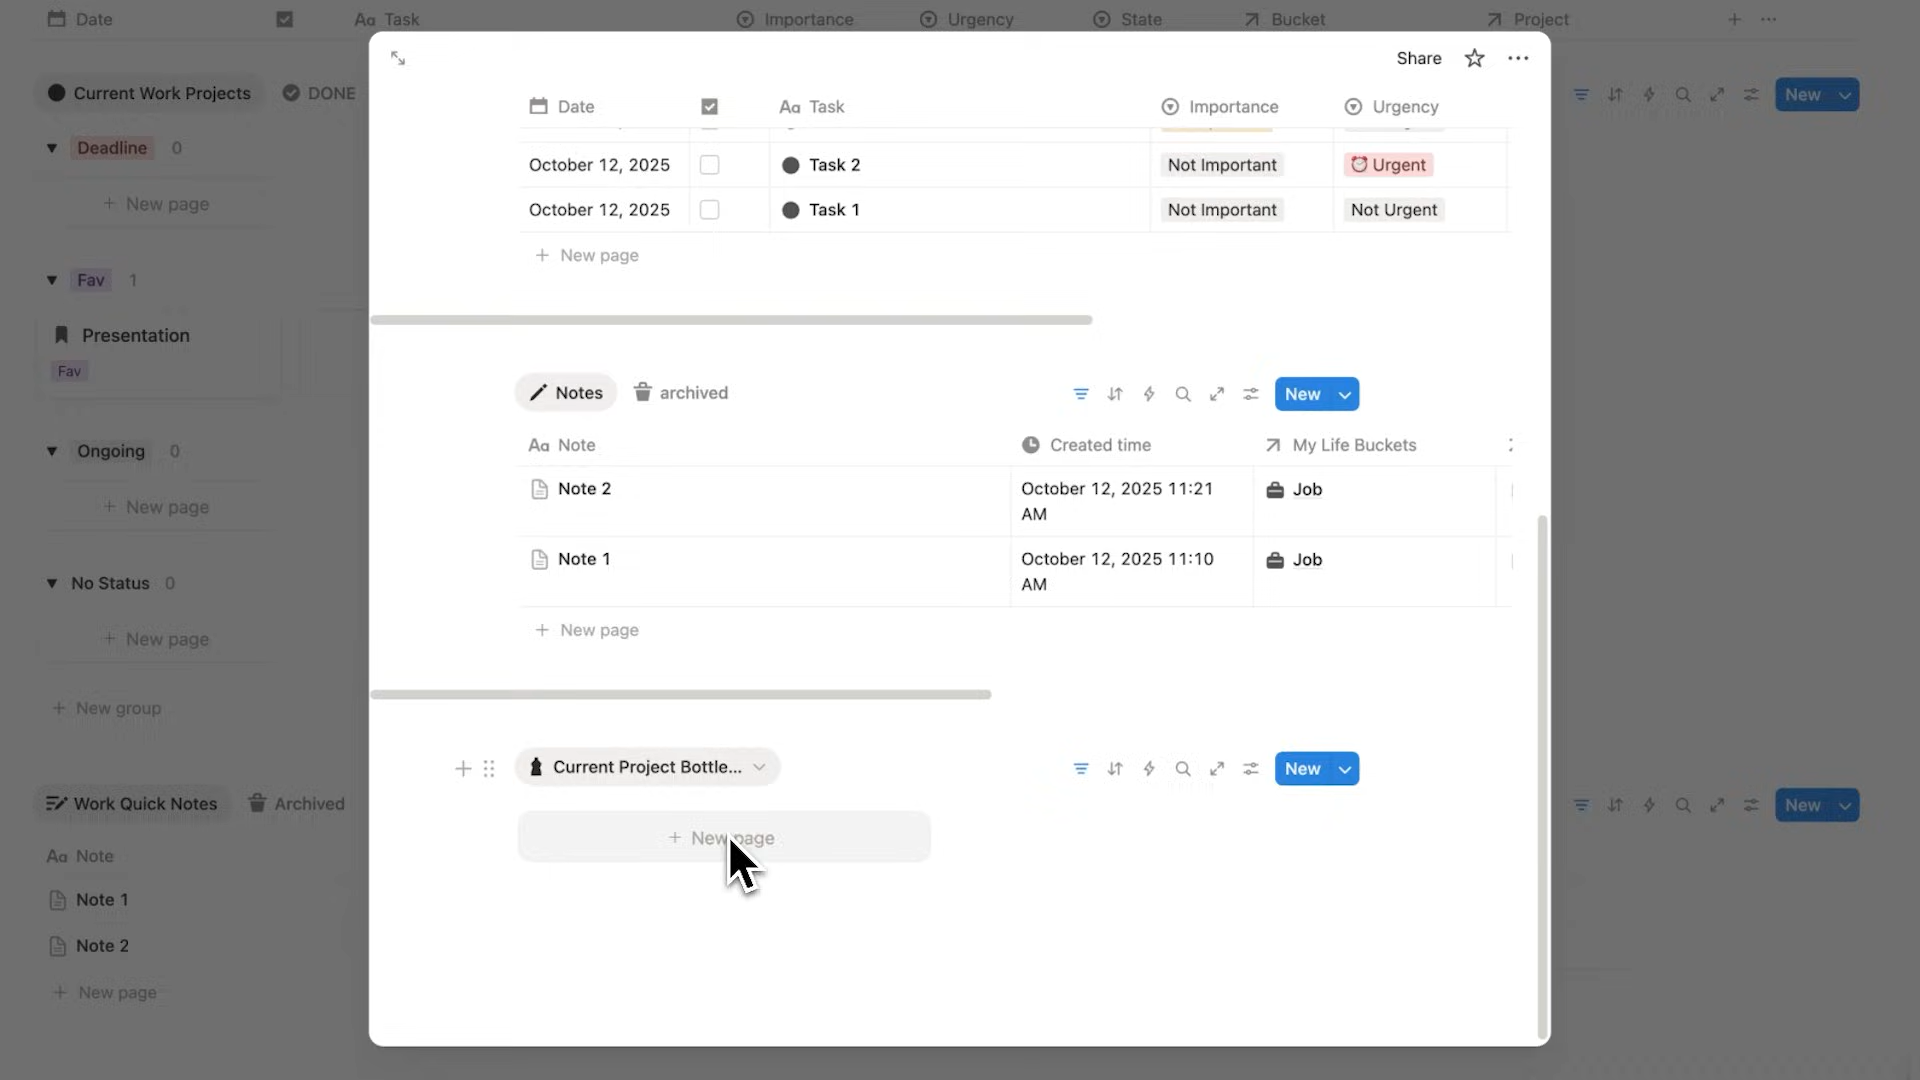 Date
Aa Task
Importance
Urgency
State
Bucket
Project
Current Work Projects
DONE
New
Deadline 0
+ New page
Fav 1
Presentation
Fav
Ongoing 0
+ New page
No Status 0
+ New page
+ New group
Work Quick Notes
Archived
New
Aa Note
Note 1
Note 2
+ New page
Share
Date
Aa Task
Importance
Urgency
October 12, 2025
Task 2
Not Important
Urgent
October 12, 2025
Task 1
Not Important
Not Urgent
+ New page
Notes
archived
New
Aa Note
Created time
My Life Buckets
Note 2
October 12, 2025 11:21
AM
Job
Note 1
October 12, 2025 11:10
AM
Job
+ New page
Current Project Bottle...
New
+ New page